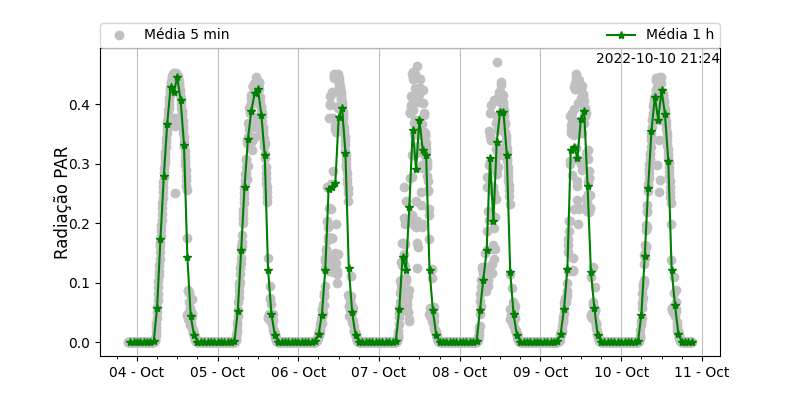 Média 5 min
Média 1 h
2022-10-10 21:24
Radiação PAR
0.4
0.3
0.2
0.1
0.0
04 - Oct
05 - Oct
06 - Oct
07 - Oct
08 - Oct
09 - Oct
10 - Oct
11 - Oct